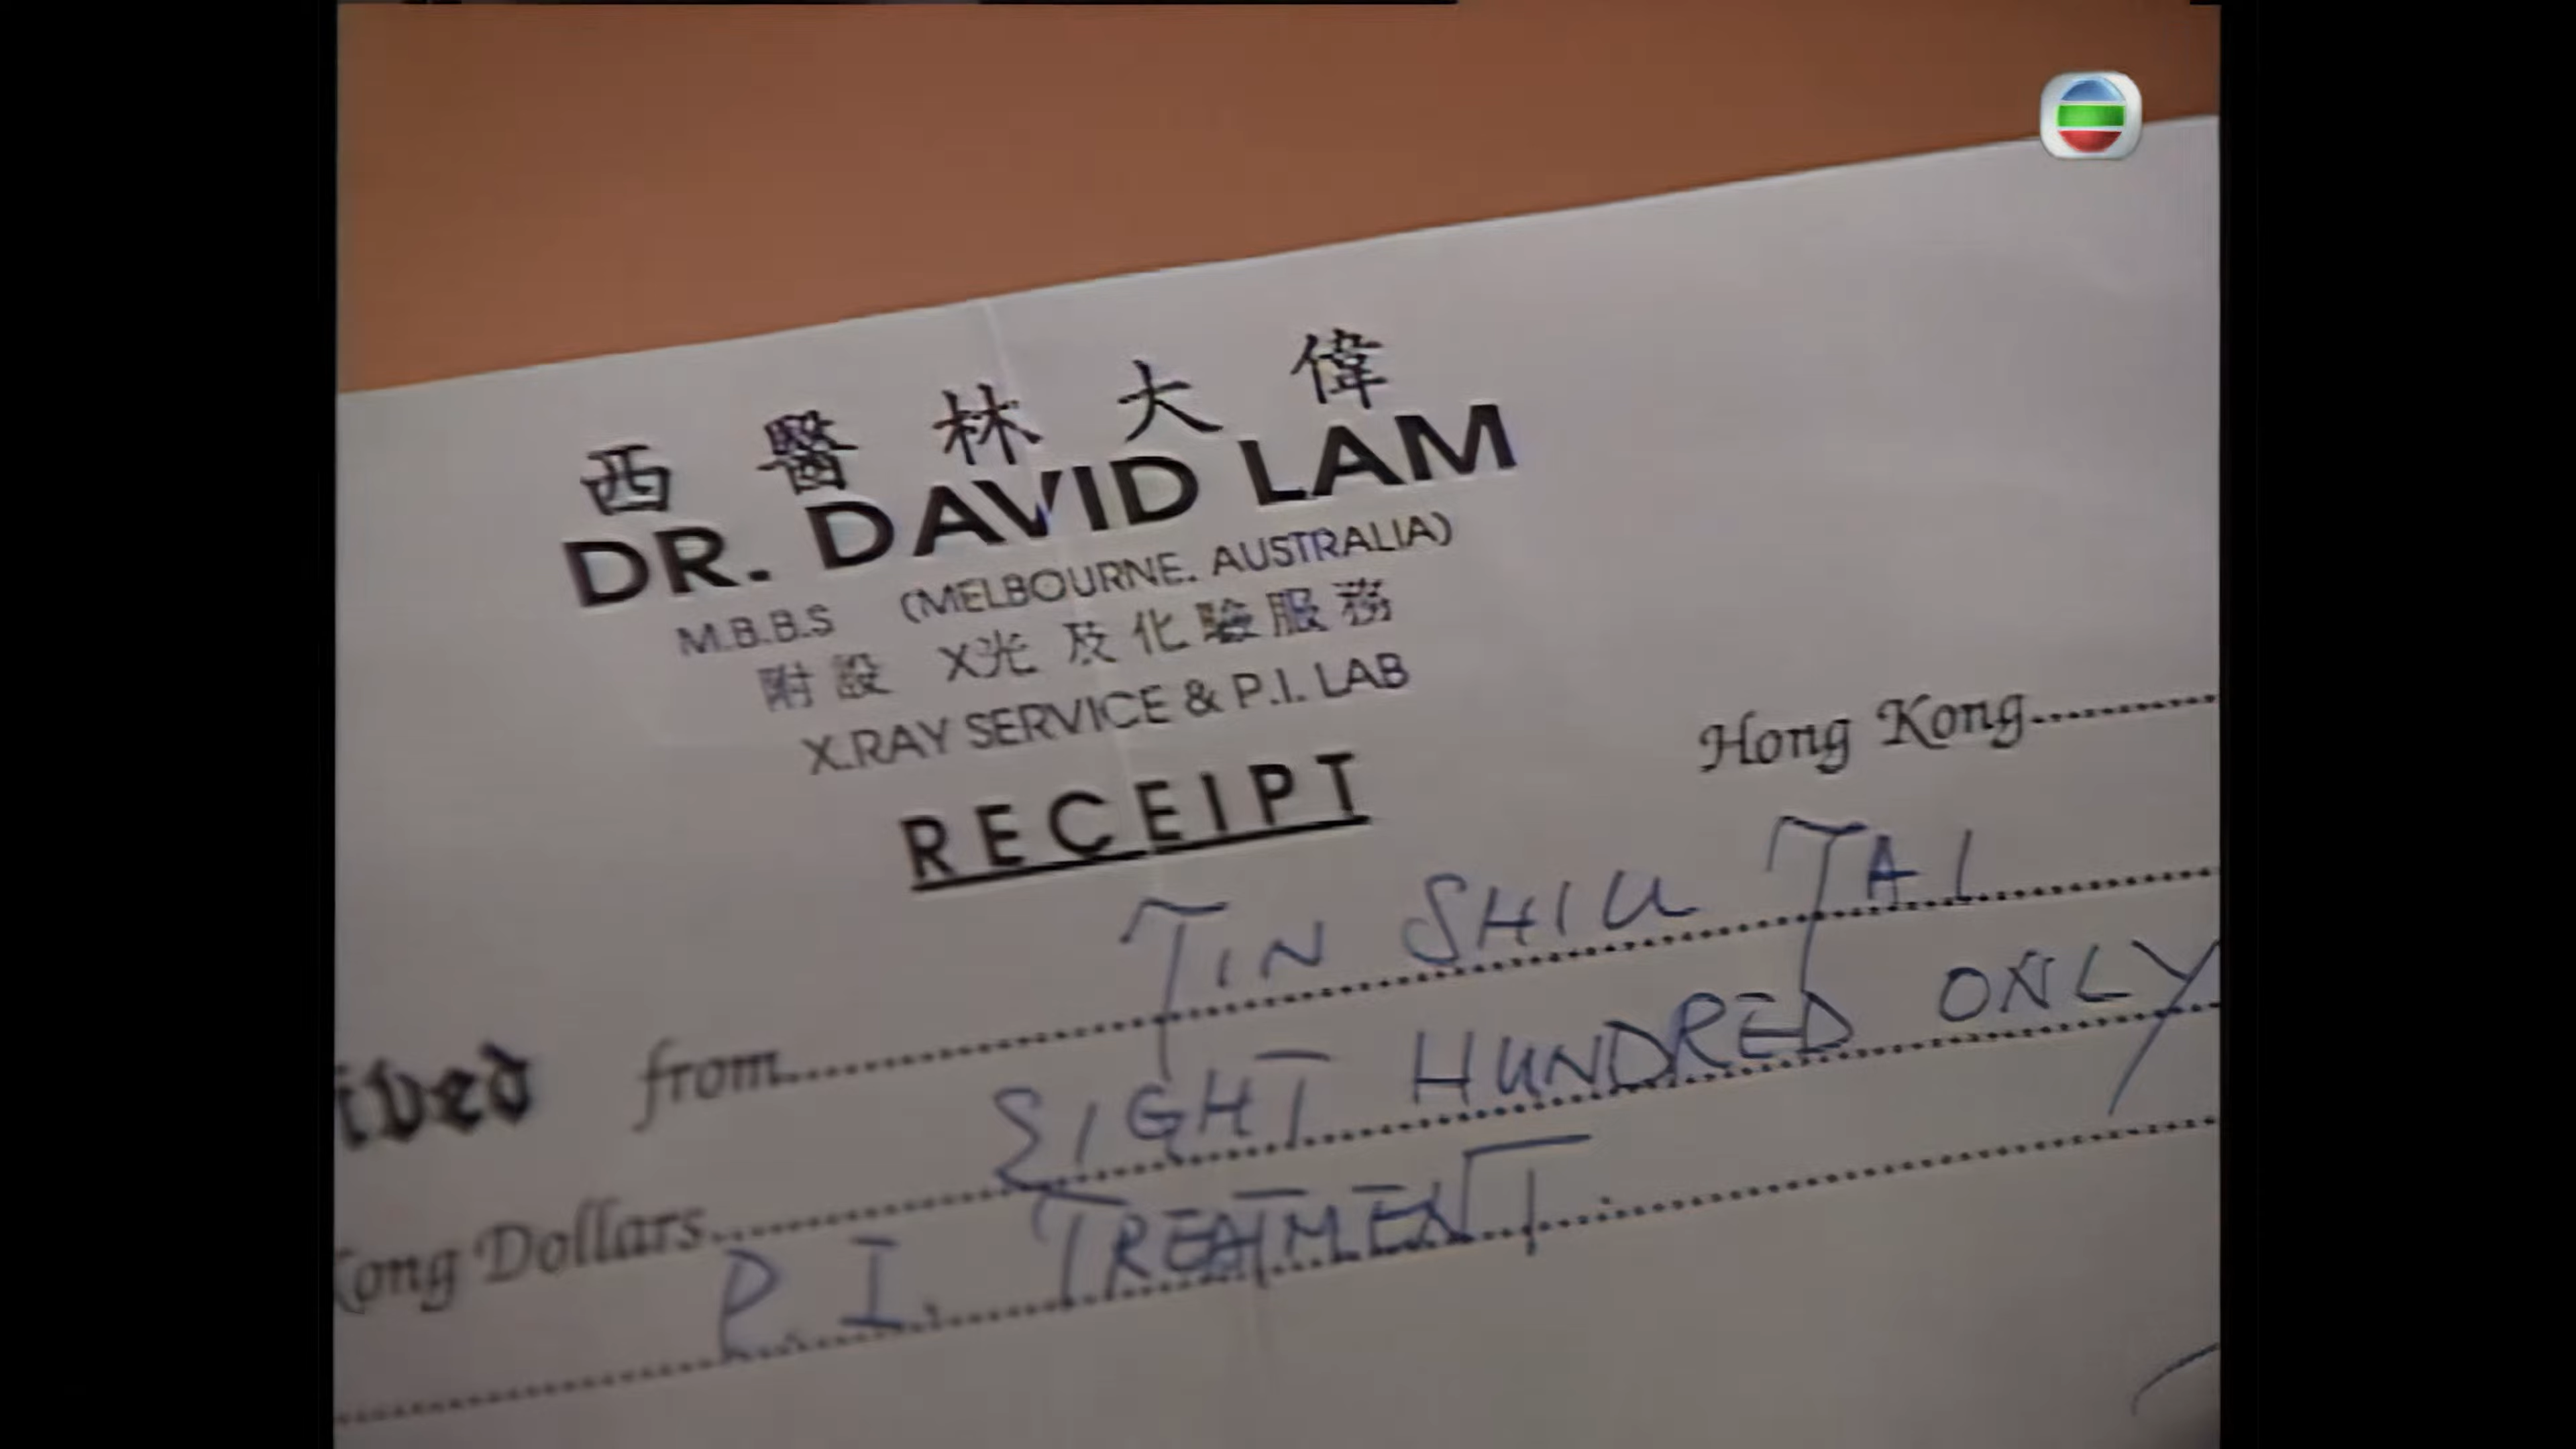 西醫林大偉
DR. DAVID LAM
M.B.B.S (MELBOURNE. AUSTRALIA)
附設 X光及化驗服務
X.RAY SERVICE & P.I. LAB
RECEIPT
Hong Kong
ived from TIN SHIU TAI
Kong Dollars EIGHT HUNDRED ONLY
P.I. TREATMENT